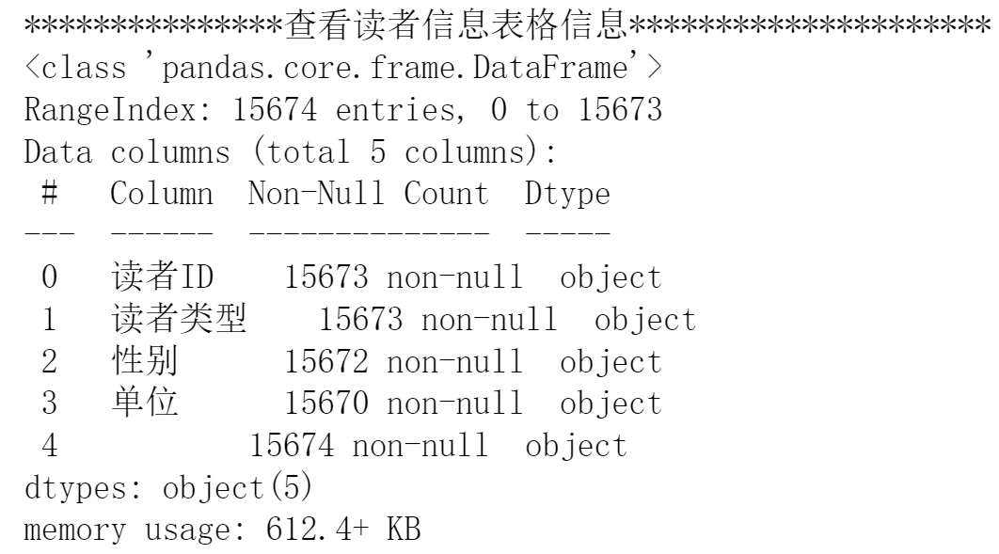 ***************查看读者信息表格信息*********************
<class 'pandas.core.frame.DataFrame'>
RangeIndex: 15674 entries, 0 to 15673
Data columns (total 5 columns):
 #   Column  Non-Null Count  Dtype
---  ------  --------------  -----
 0   读者ID    15673 non-null  object
 1   读者类型    15673 non-null  object
 2   性别      15672 non-null  object
 3   单位      15670 non-null  object
 4           15674 non-null  object
dtypes: object(5)
memory usage: 612.4+ KB